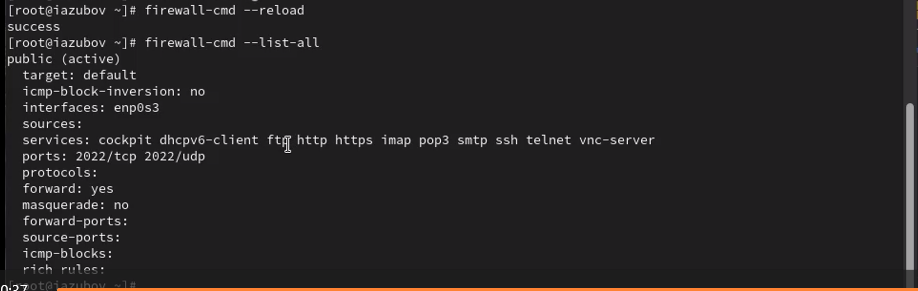 [root@iazubov ~]# firewall-cmd --reload
success
[root@iazubov ~]# firewall-cmd --list-all
public (active)
  target: default
  icmp-block-inversion: no
  interfaces: enp0s3
  sources:
  services: cockpit dhcpv6-client ftp http https imap pop3 smtp ssh telnet vnc-server
  ports: 2022/tcp 2022/udp
  protocols:
  forward: yes
  masquerade: no
  forward-ports:
  source-ports:
  icmp-blocks:
  rich rules:
[root@iazubov ~]#
0:37